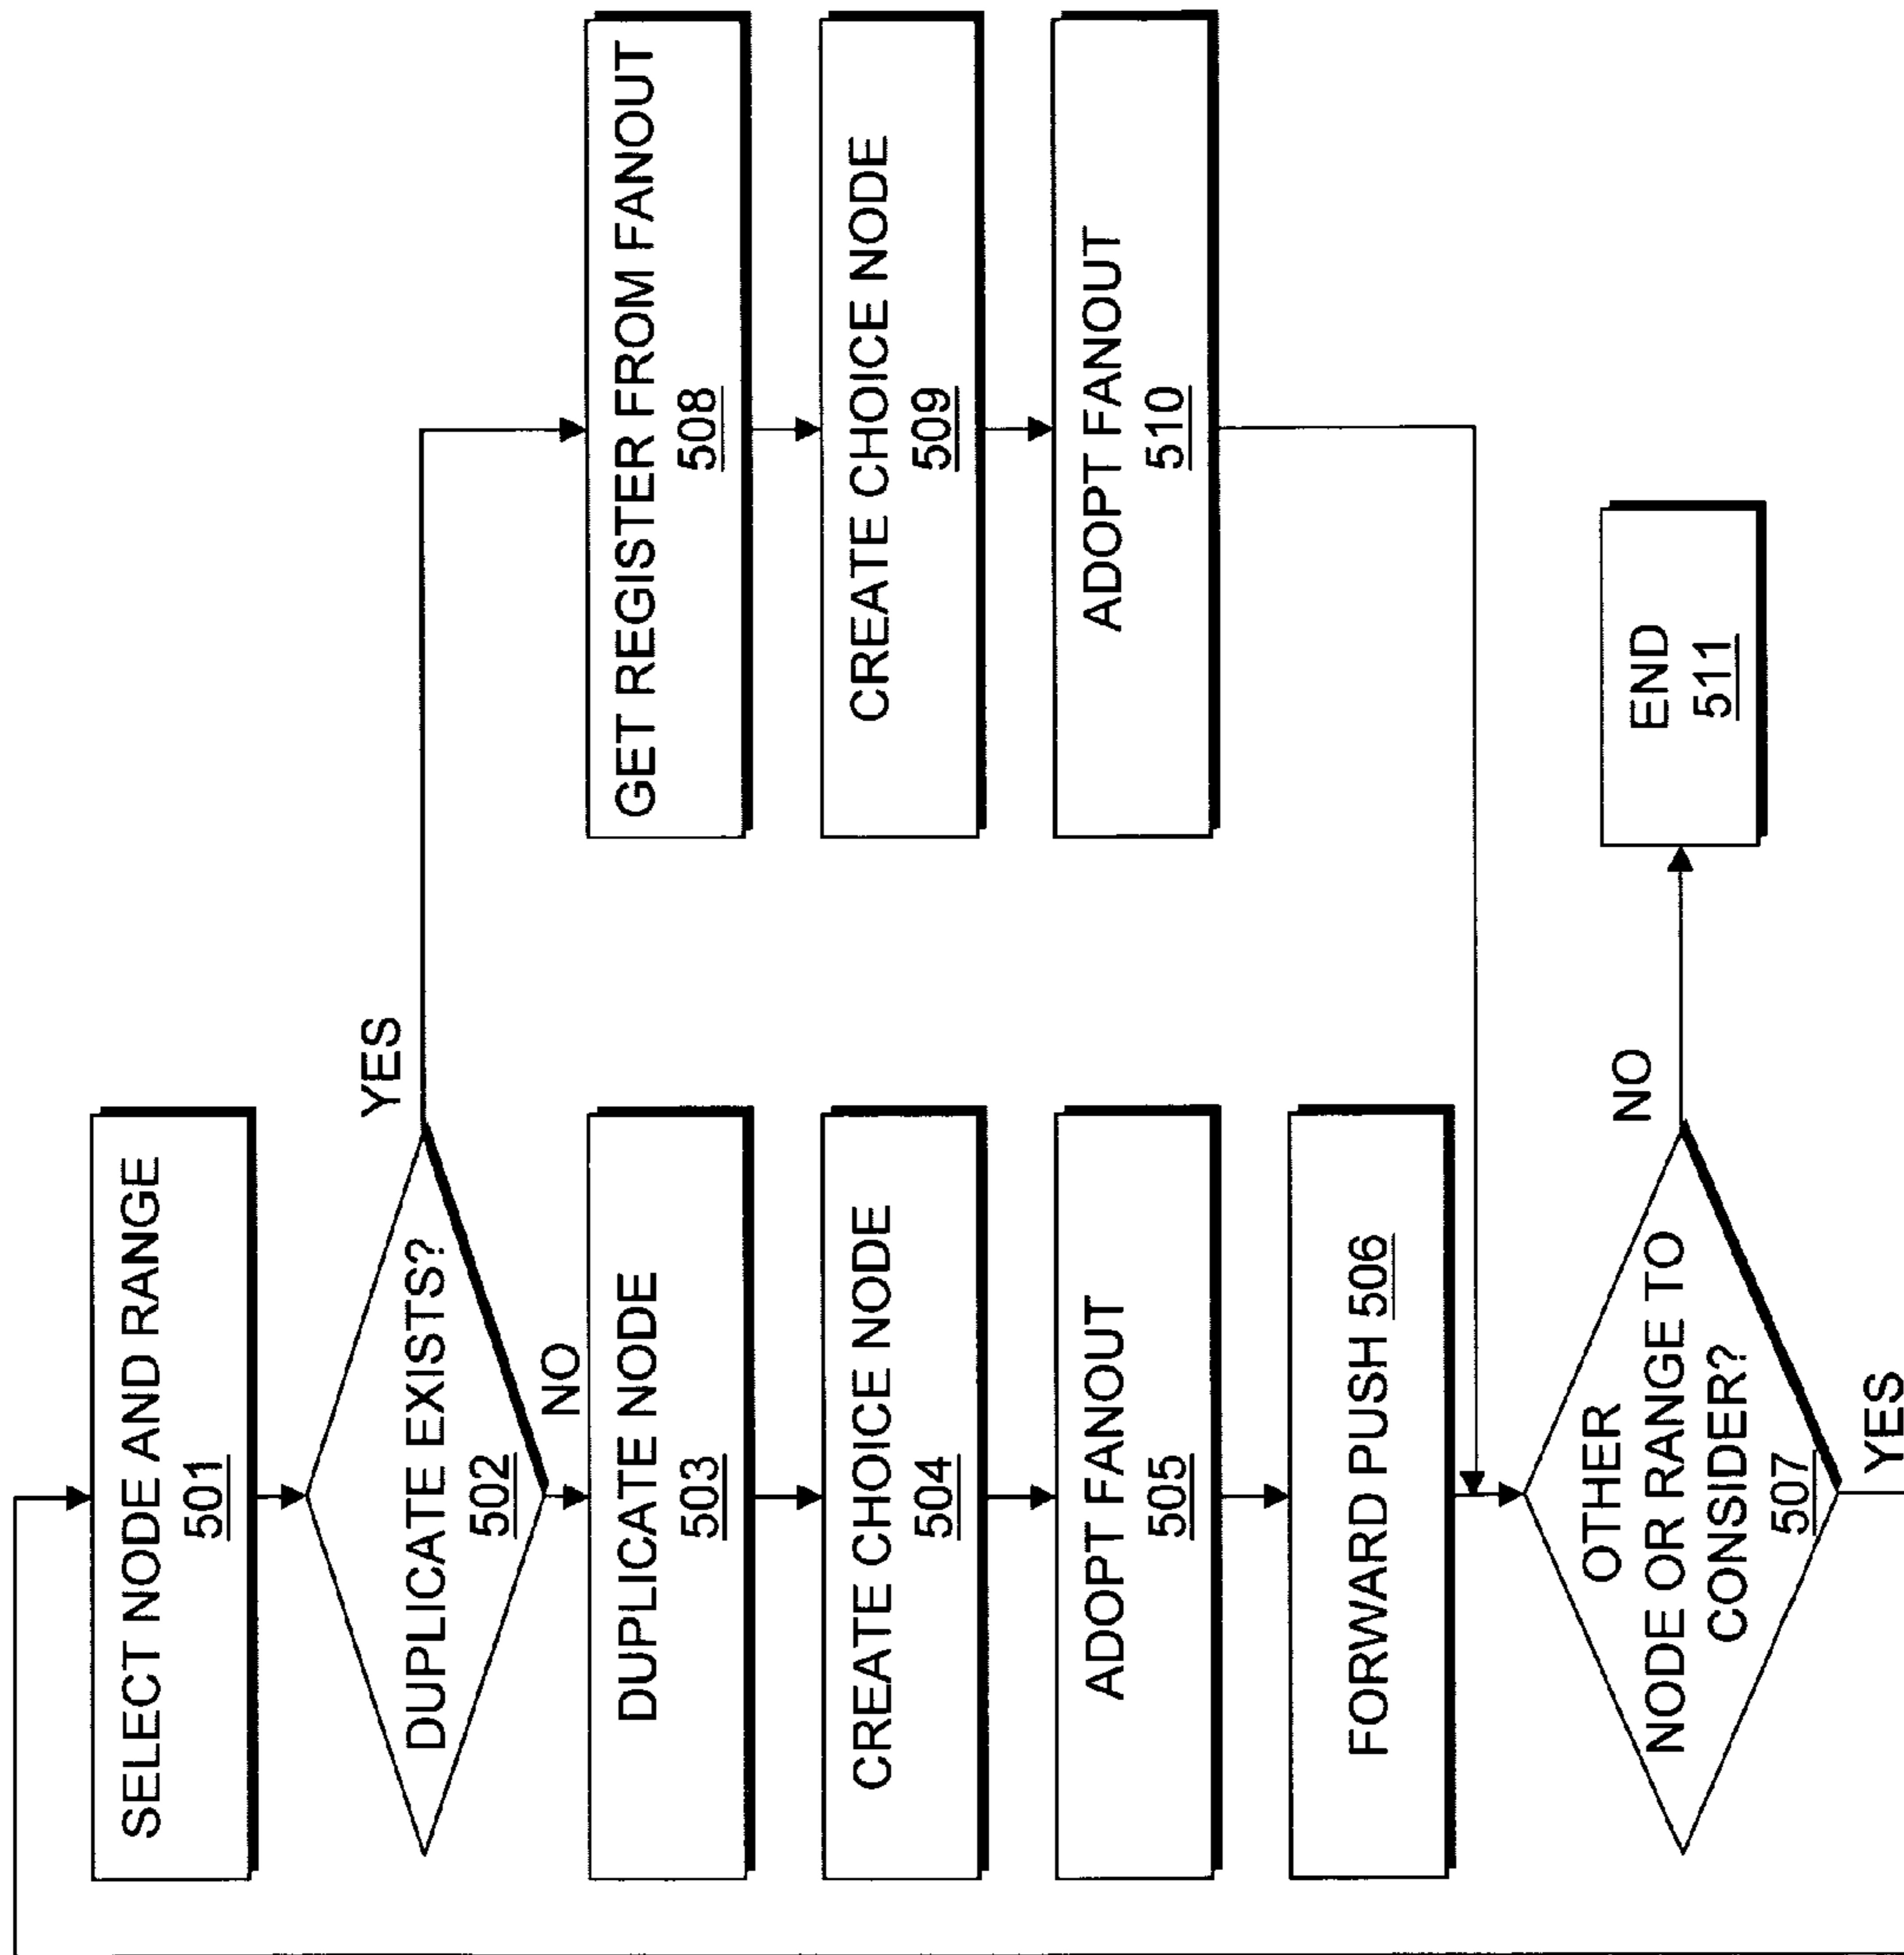 SELECT NODE AND RANGE
501
DUPLICATE EXISTS?
502
YES
NO
DUPLICATE NODE
503
CREATE CHOICE NODE
504
ADOPT FANOUT
505
FORWARD PUSH 506
OTHER
NODE OR RANGE TO
CONSIDER?
507
NO
YES
GET REGISTER FROM FANOUT
508
CREATE CHOICE NODE
509
ADOPT FANOUT
510
END
511